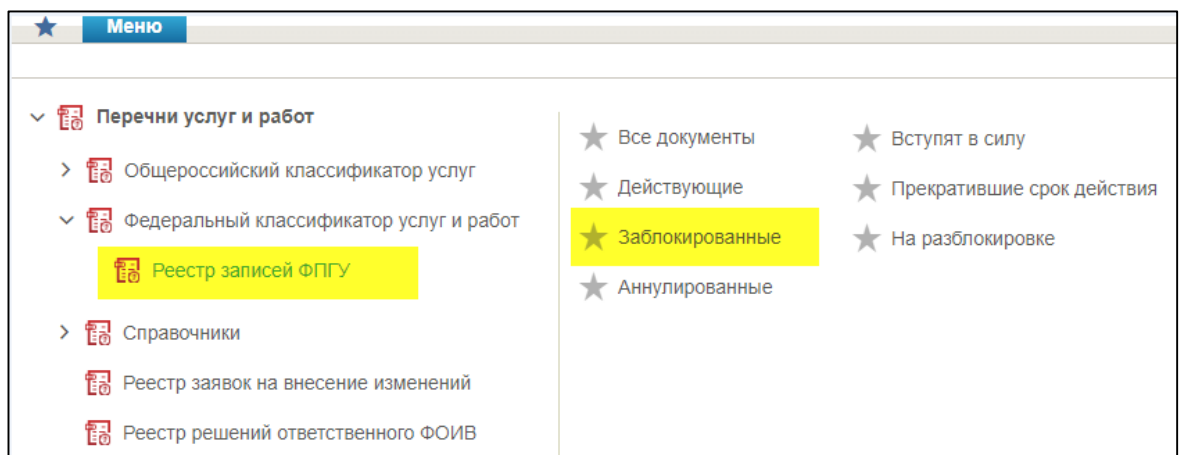 Меню
Перечни услуг и работ
Общероссийский классификатор услуг
Федеральный классификатор услуг и работ
Реестр записей ФПГУ
Справочники
Реестр заявок на внесение изменений
Реестр решений ответственного ФОИВ
Все документы
Действующие
Заблокированные
Аннулированные
Вступят в силу
Прекратившие срок действия
На разблокировке